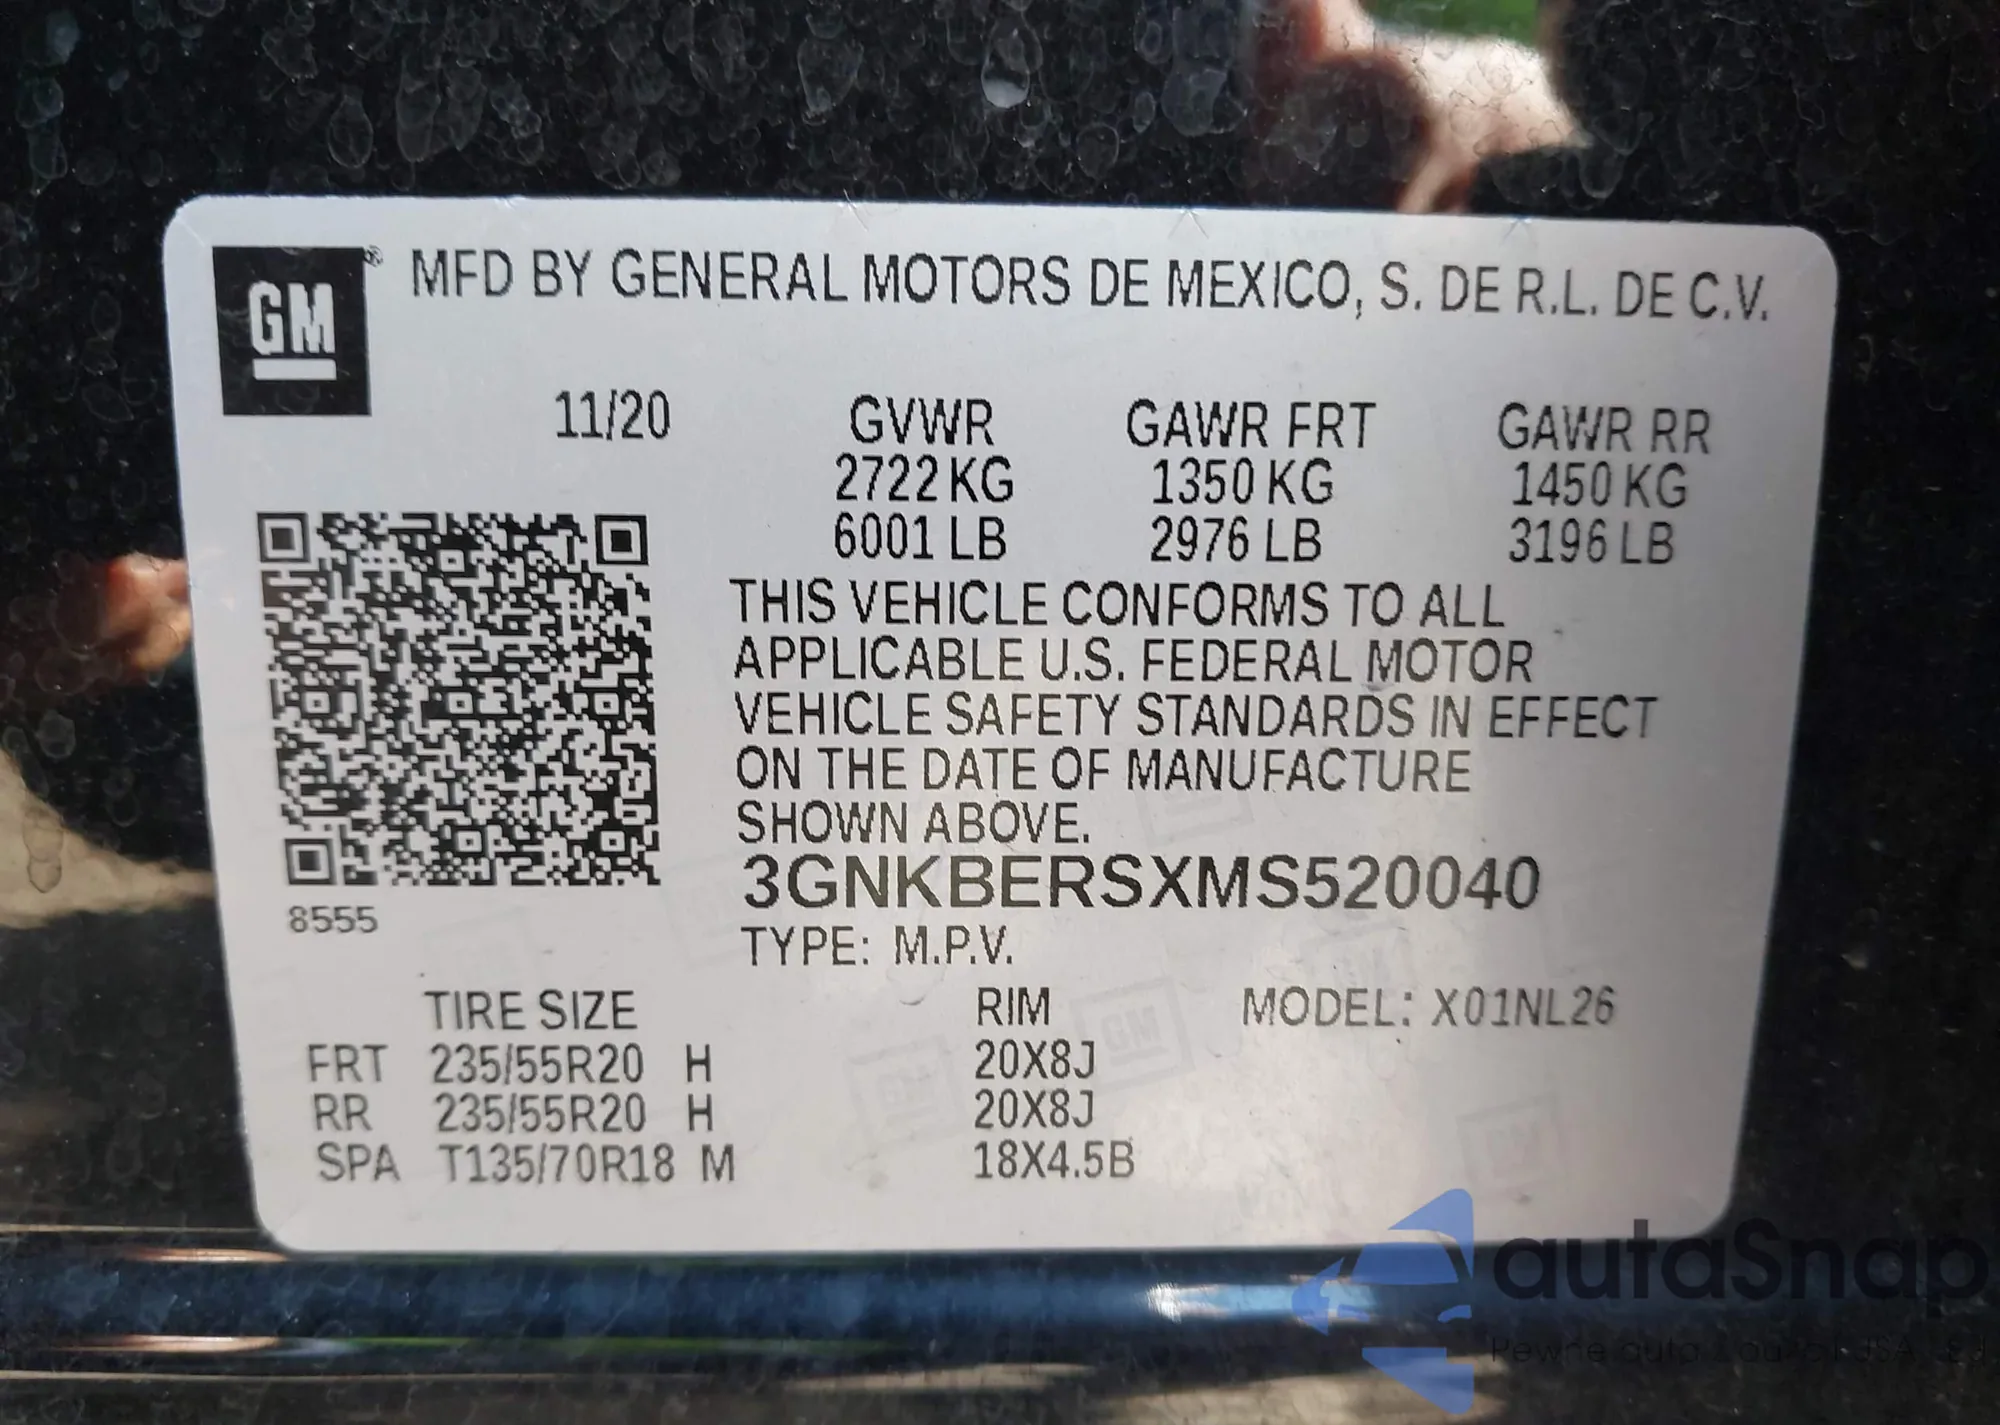 GM
® MFD BY GENERAL MOTORS DE MEXICO, S. DE R.L. DE C.V.
11/20 GVWR GAWR FRT GAWR RR
2722 KG 1350 KG 1450 KG
6001 LB 2976 LB 3196 LB
THIS VEHICLE CONFORMS TO ALL
APPLICABLE U.S. FEDERAL MOTOR
VEHICLE SAFETY STANDARDS IN EFFECT
ON THE DATE OF MANUFACTURE
SHOWN ABOVE.
3GNKBERSXMS520040
8555
TYPE: M.P.V.
TIRE SIZE RIM MODEL: X01NL26
FRT 235/55R20 H 20X8J
RR 235/55R20 H 20X8J
SPA T135/70R18 M 18X4.5B
autaSnap
Pewne auta z